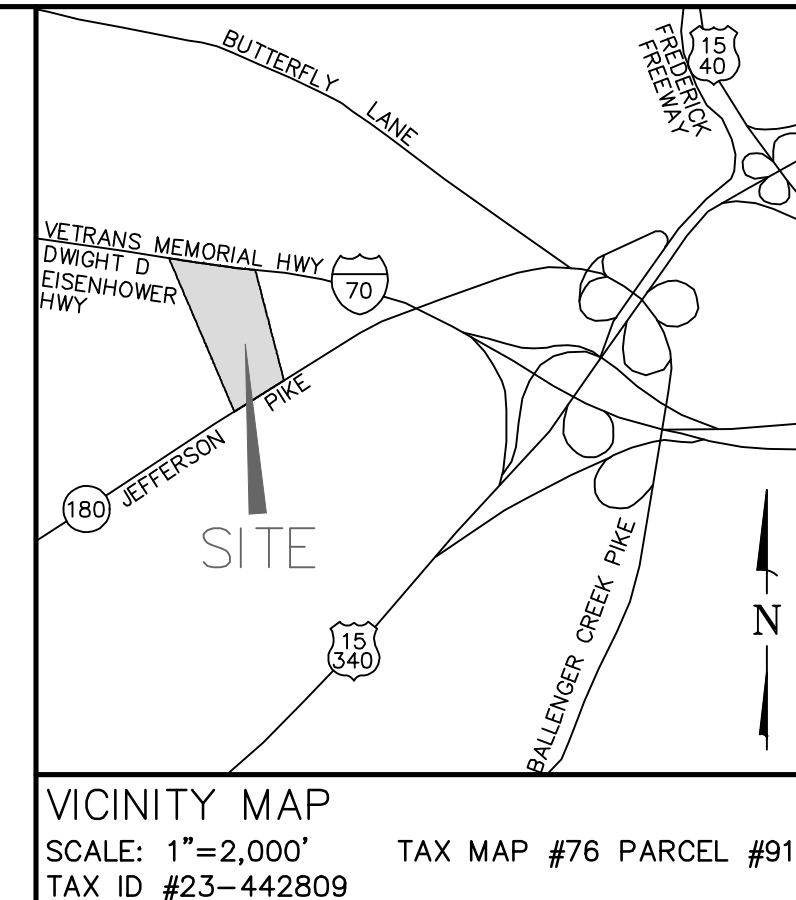 BUTTERFLY LANE
FREDERICK
FREEWAY
15
40
VETRANS MEMORIAL HWY
DWIGHT D
EISENHOWER
HWY
70
JEFFERSON PIKE
180
SITE
15
340
BALLENGER CREEK PIKE
N
VICINITY MAP
SCALE: 1"=2,000' TAX MAP #76 PARCEL #91
TAX ID #23-442809